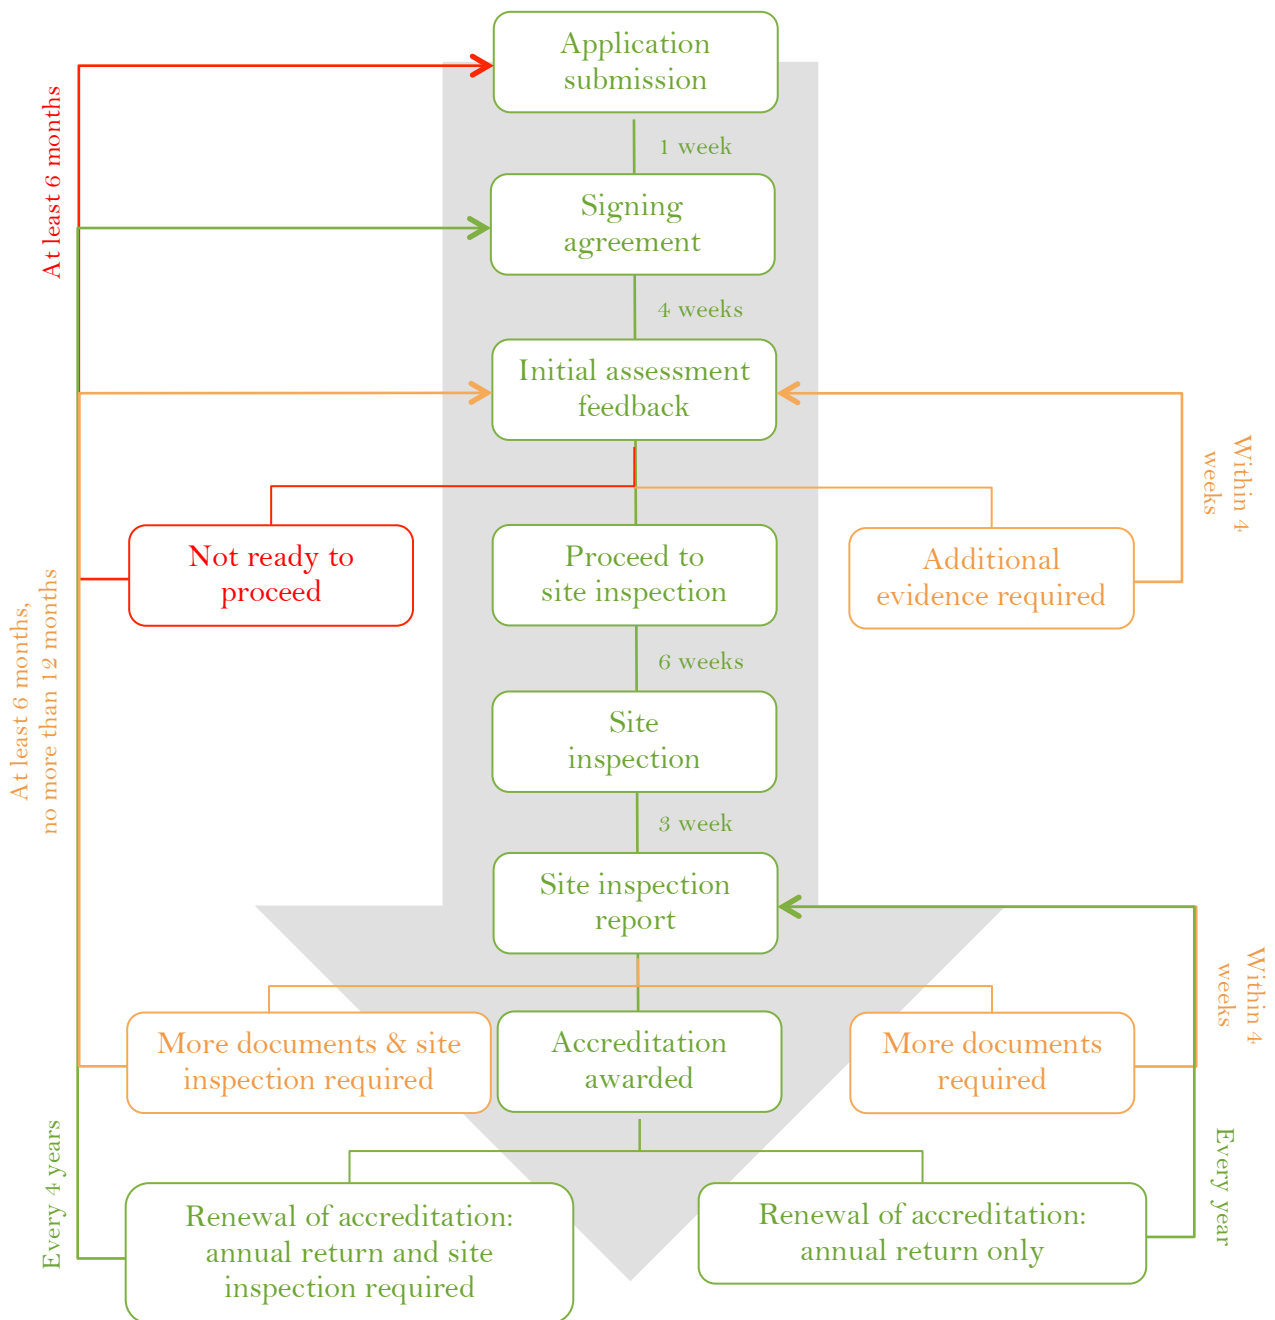 Application
submission
At least 6 months
1 week
Signing
agreement
4 weeks
Initial assessment
feedback
Within 4
weeks
Not ready to
proceed
Proceed to
site inspection
Additional
evidence required
At least 6 months,
no more than 12 months
6 weeks
Site
inspection
3 week
Site inspection
report
Within 4
weeks
More documents & site
inspection required
Accreditation
awarded
More documents
required
Every 4 years
Every year
Renewal of accreditation:
annual return and site
inspection required
Renewal of accreditation:
annual return only